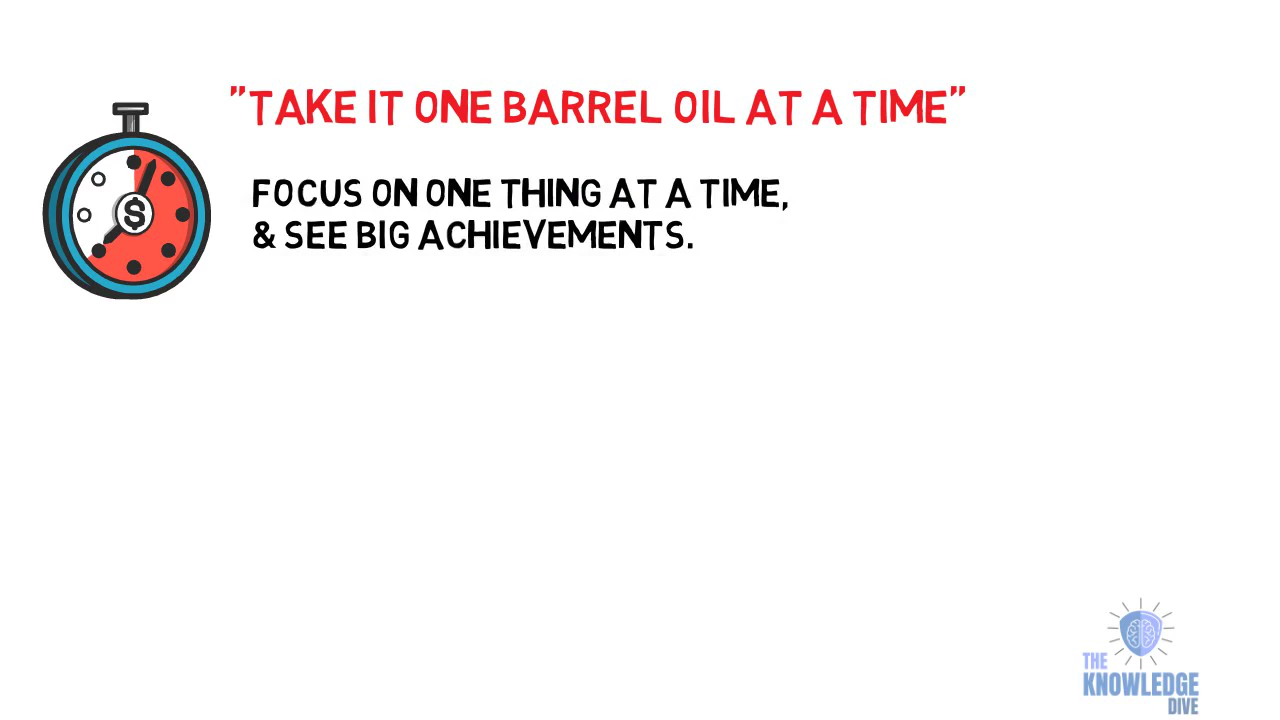 "TAKE IT ONE BARREL OIL AT A TIME"
FOCUS ON ONE THING AT A TIME,
& SEE BIG ACHIEVEMENTS.
$
THE
KNOWLEDGE
DIVE